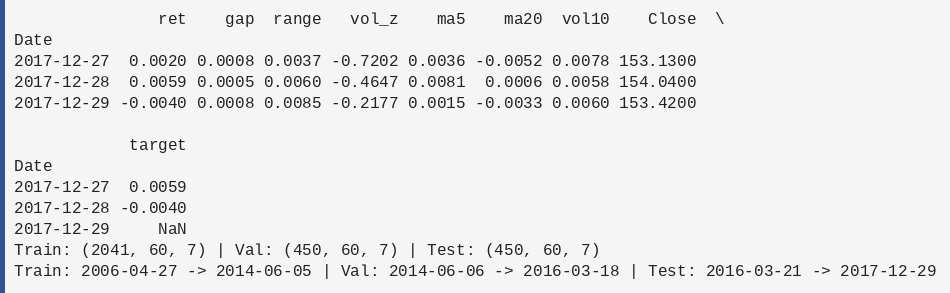 ret gap range vol_z ma5 ma20 vol10 Close \
Date
2017-12-27 0.0020 0.0008 0.0037 -0.7202 0.0036 -0.0052 0.0078 153.1300
2017-12-28 0.0059 0.0005 0.0060 -0.4647 0.0081 0.0006 0.0058 154.0400
2017-12-29 -0.0040 0.0008 0.0085 -0.2177 0.0015 -0.0033 0.0060 153.4200
target
Date
2017-12-27 0.0059
2017-12-28 -0.0040
2017-12-29 NaN
Train: (2041, 60, 7) | Val: (450, 60, 7) | Test: (450, 60, 7)
Train: 2006-04-27 -> 2014-06-05 | Val: 2014-06-06 -> 2016-03-18 | Test: 2016-03-21 -> 2017-12-29